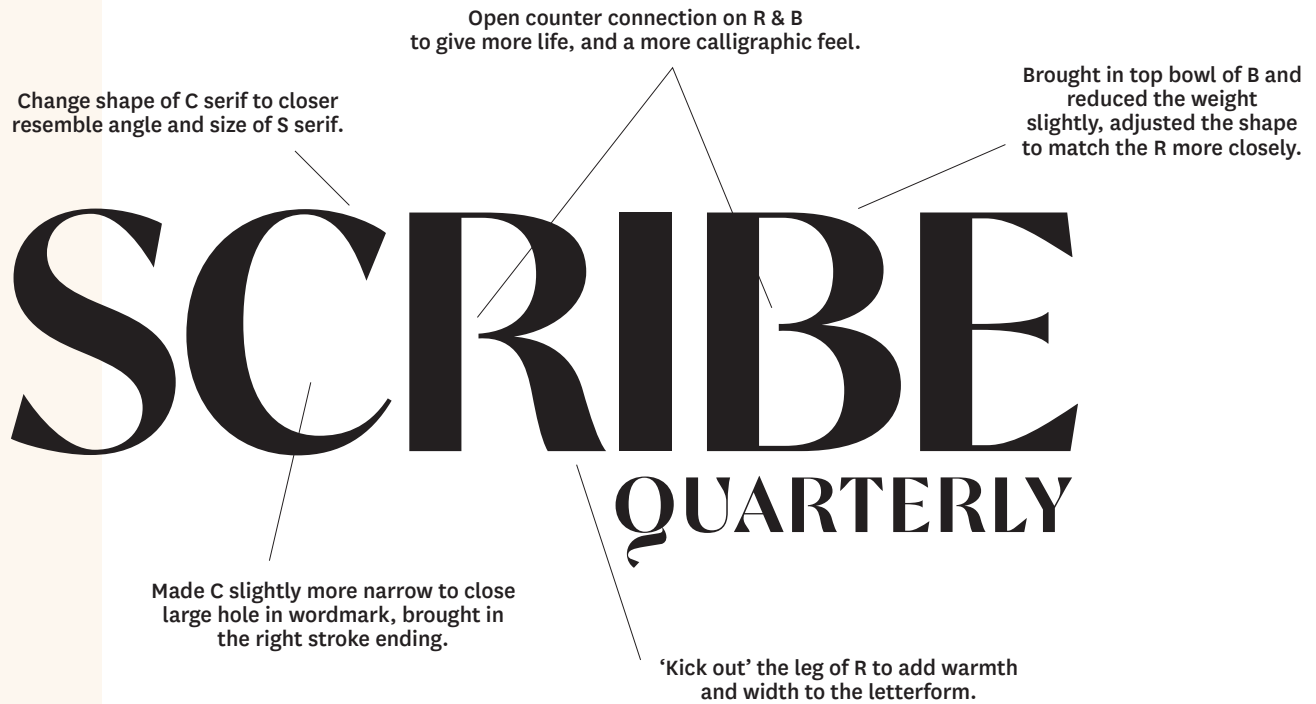 Open counter connection on R & B
to give more life, and a more calligraphic feel.
Change shape of C serif to closer
resemble angle and size of S serif.
Brought in top bowl of B and
reduced the weight
slightly, adjusted the shape
to match the R more closely.
SCRIBE
QUARTERLY
Made C slightly more narrow to close
large hole in wordmark, brought in
the right stroke ending.
‘Kick out’ the leg of R to add warmth
and width to the letterform.